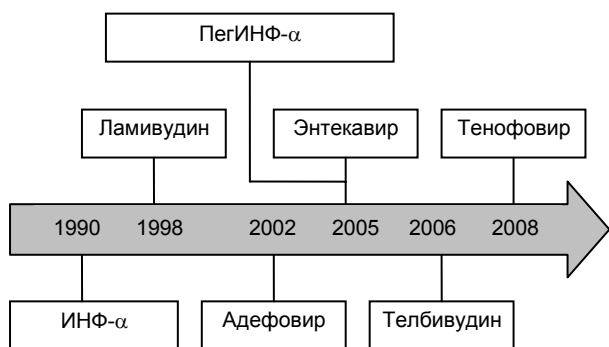 ПегИНФ-α
Ламивудин
Энтекавир
Тенофовир
1990 1998 2002 2005 2006 2008
ИНФ-α
Адефовир
Телбивудин